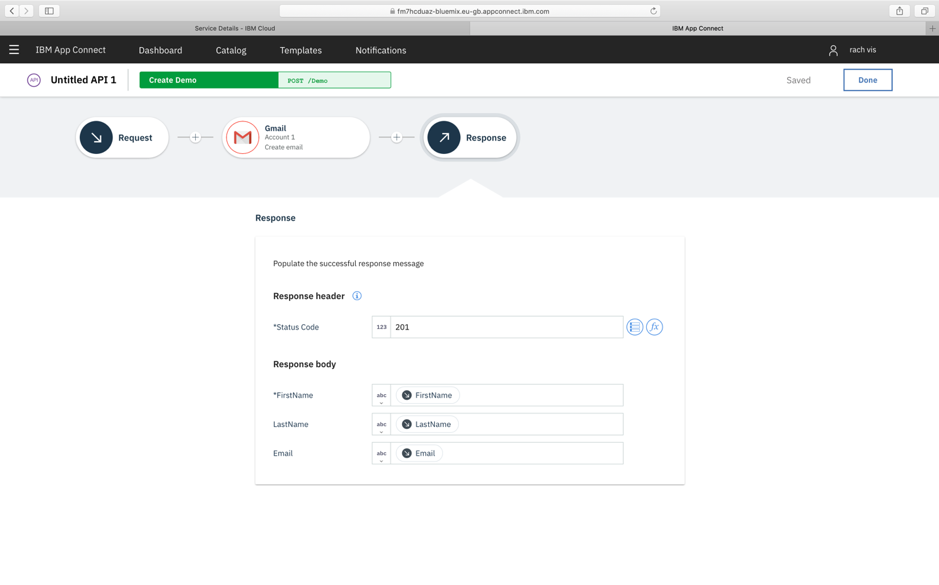 fm7hcduaz-bluemix.eu-gb.appconnect.ibm.com
Service Details - IBM Cloud
IBM App Connect
IBM App Connect
Dashboard
Catalog
Templates
Notifications
rach vis
API
Untitled API 1
Create Demo
POST /Demo
Saved
Done
Request
Gmail
Account 1
Create email
Response
Response
Populate the successful response message
Response header
*Status Code
123
201
fx
Response body
*FirstName
abc
FirstName
LastName
abc
LastName
Email
abc
Email